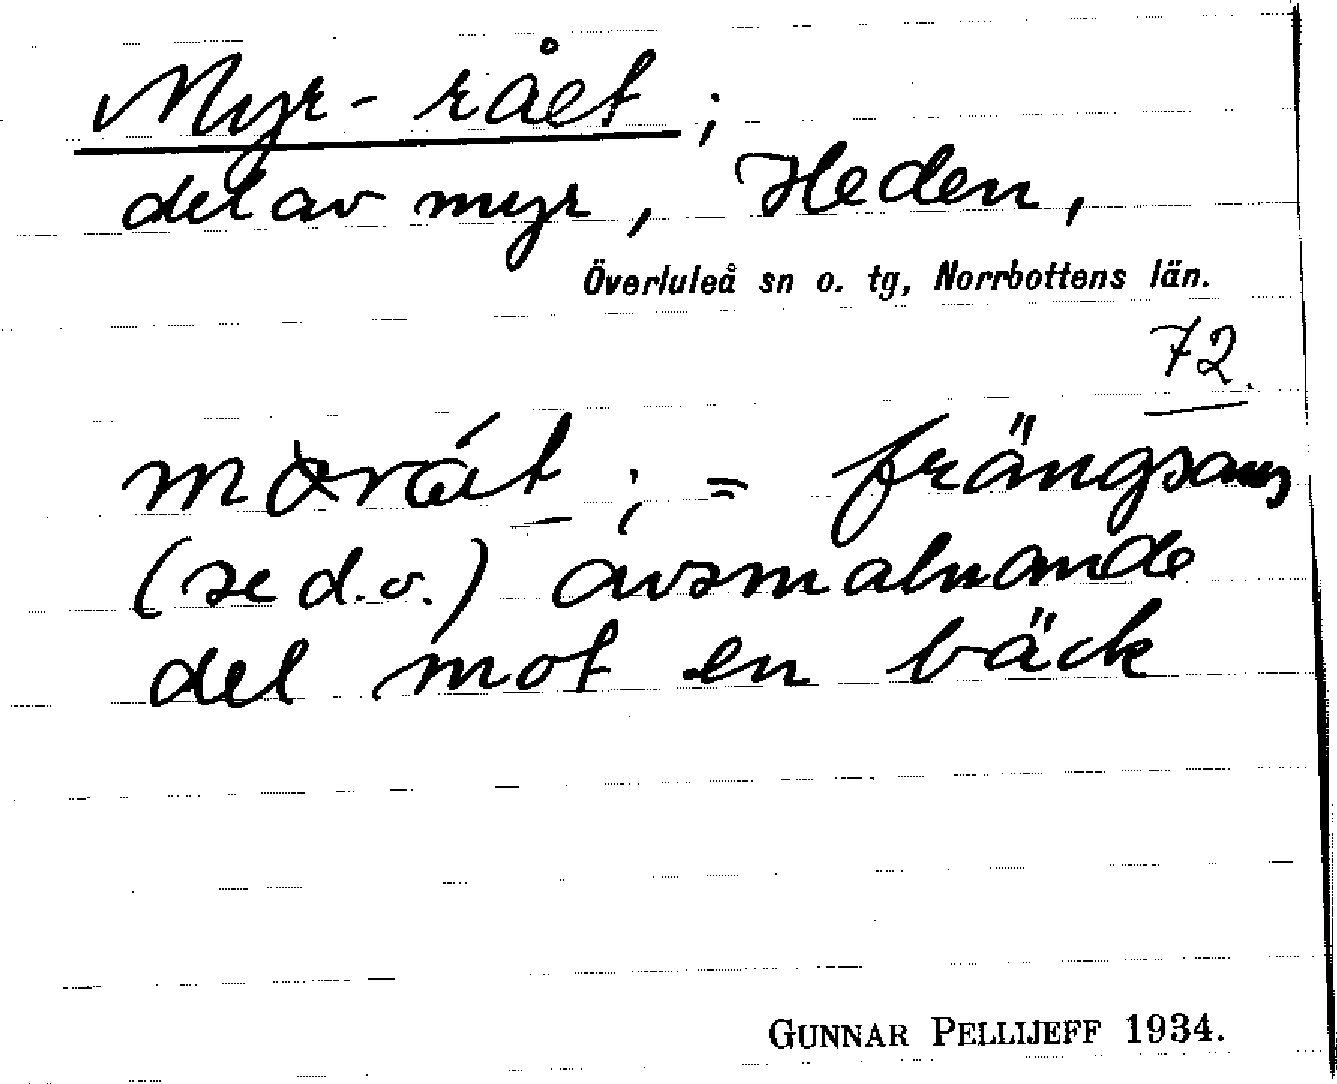 Myr-rået;
del av myr, Heden,
Överluleå sn o. tg, Norrbottens län.
72.
; = frängsam
(se d.o.) avsmalnande
del mot en bäck
GUNNAR PELLIJEFF 1934.